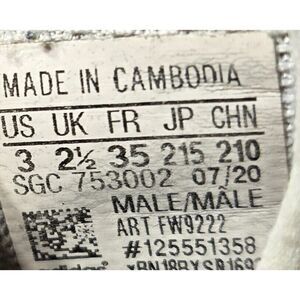 MADE IN CAMBODIA
US UK FR JP CHN
3 2½ 35 215 210
SGC 753002 07/20
MALE/MÂLE
ART FW9222
#125551358